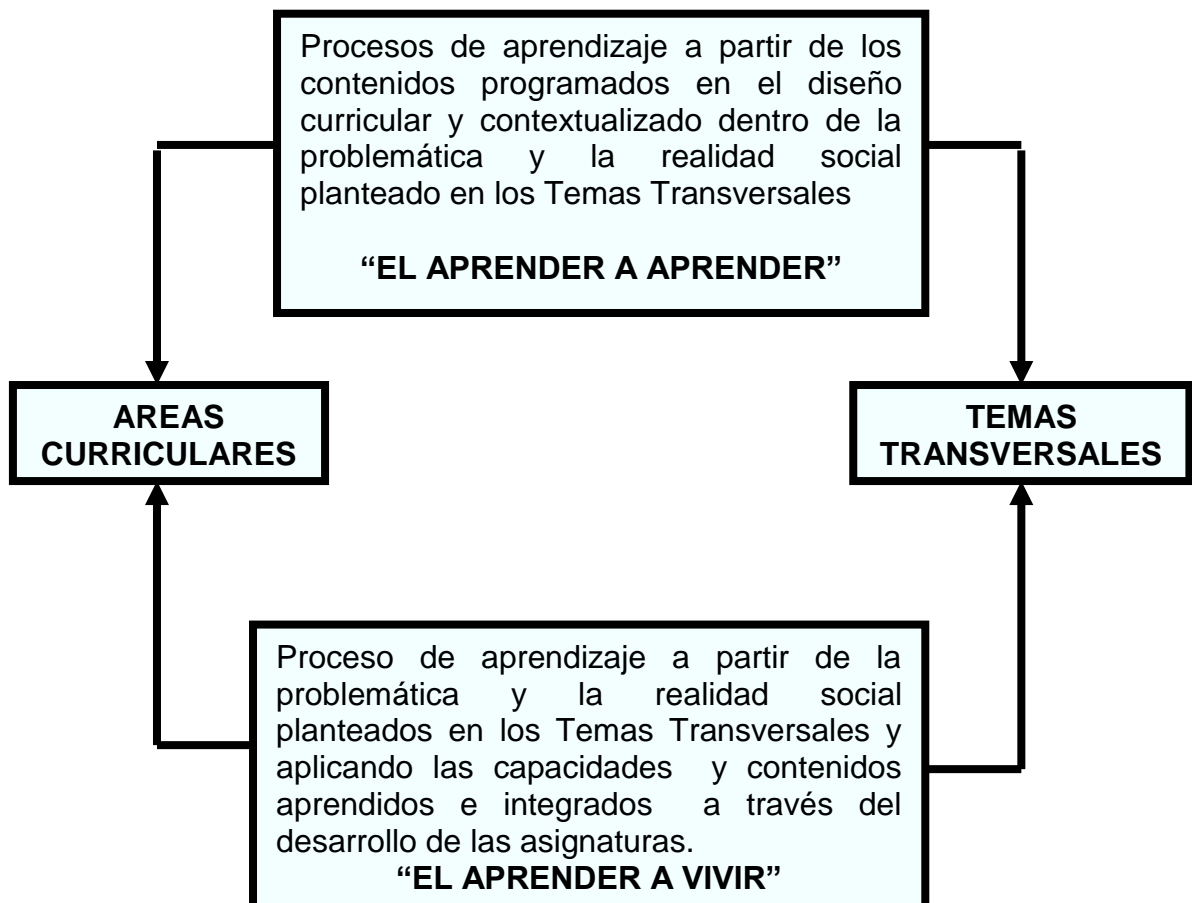 Procesos de aprendizaje a partir de los
contenidos programados en el diseño
curricular y contextualizado dentro de la
problemática y la realidad social
planteado en los Temas Transversales
“EL APRENDER A APRENDER”
AREAS
CURRICULARES
TEMAS
TRANSVERSALES
Proceso de aprendizaje a partir de la
problemática y la realidad social
planteados en los Temas Transversales y
aplicando las capacidades y contenidos
aprendidos e integrados a través del
desarrollo de las asignaturas.
“EL APRENDER A VIVIR”